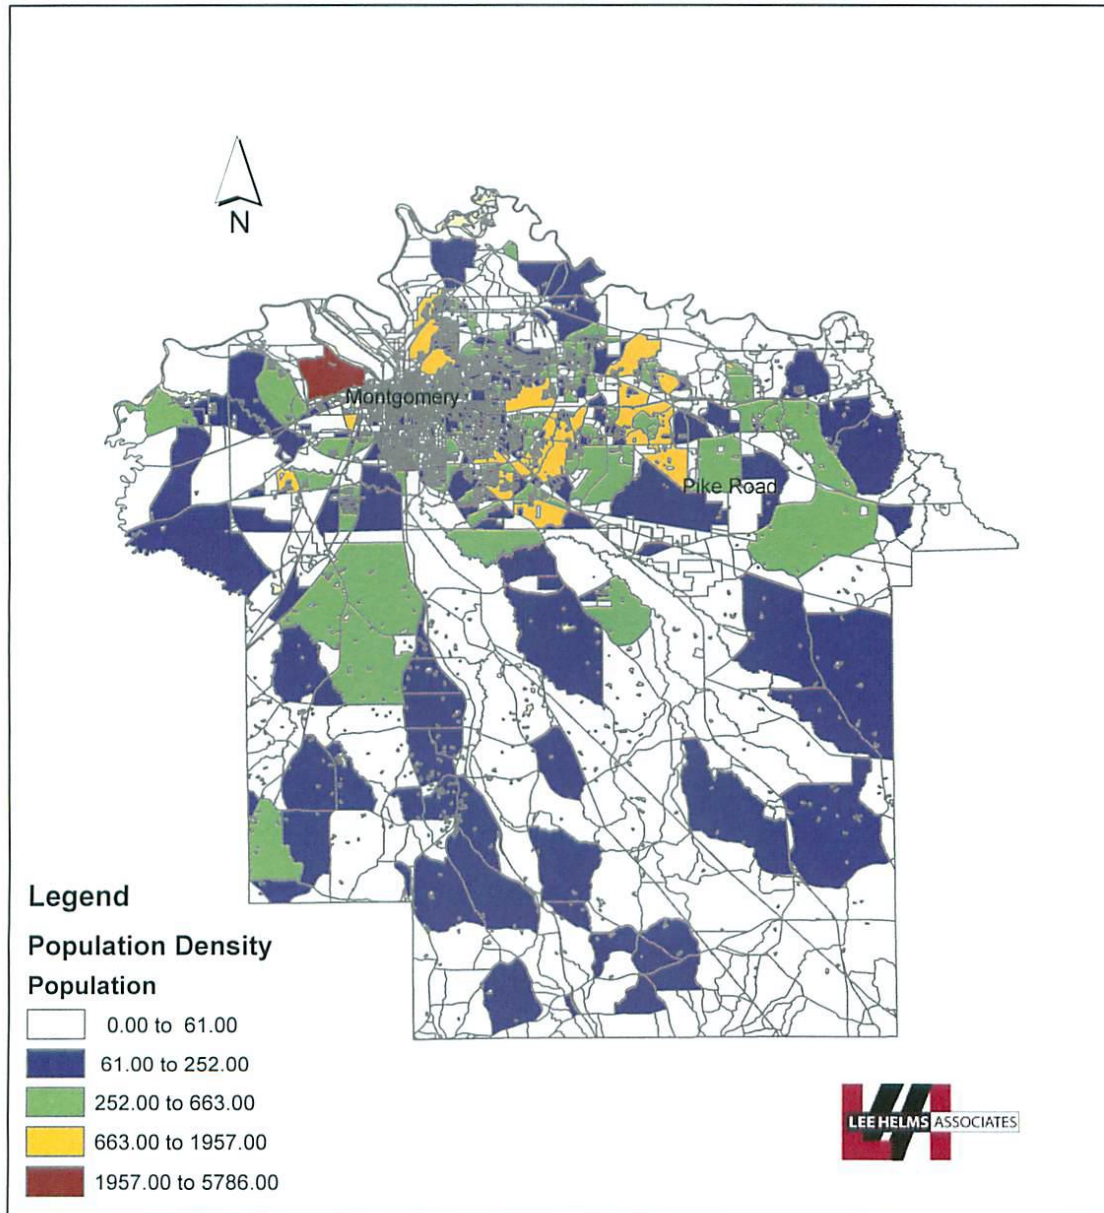 N
Montgomery
Pike Road
Legend
Population Density
Population
0.00 to 61.00
61.00 to 252.00
252.00 to 663.00
663.00 to 1957.00
1957.00 to 5786.00
LEE HELMS ASSOCIATES